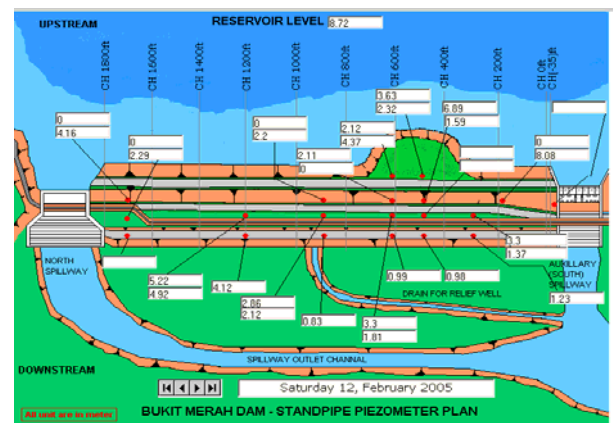 UPSTREAM
RESERVOIR LEVEL 8.72
CH 1800ft
CH 1600ft
CH 1400ft
CH 1200ft
CH 1000ft
CH 800ft
CH 600ft
CH 400ft
CH 200ft
CH 0ft
CH(-35)ft
3.63
2.32
6.89
1.59
0
4.16
0
2.29
0
2.2
2.12
4.37
2.11
0
0
8.08
3.3
1.37
NORTH
SPILLWAY
5.22
4.92
4.12
2.86
2.12
0.83
0.99
0.98
3.3
1.81
AUXILLARY
(SOUTH)
SPILLWAY
1.23
DRAIN FOR RELIEF WELL
SPILLWAY OUTLET CHANNEL
DOWNSTREAM
Saturday 12, February 2005
All unit are in meter
BUKIT MERAH DAM - STANDPIPE PIEZOMETER PLAN